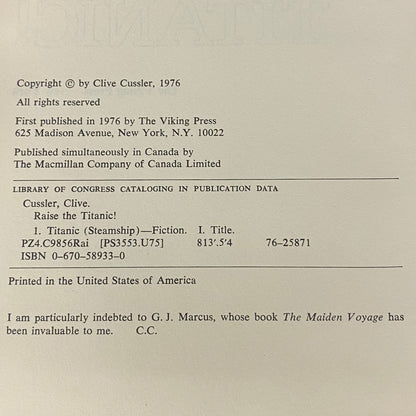 Copyright © by Clive Cussler, 1976
All rights reserved
First published in 1976 by The Viking Press
625 Madison Avenue, New York, N.Y. 10022
Published simultaneously in Canada by
The Macmillan Company of Canada Limited
LIBRARY OF CONGRESS CATALOGING IN PUBLICATION DATA
Cussler, Clive.
Raise the Titanic!
1. Titanic (Steamship)—Fiction. I. Title.
PZ4.C9856Rai [PS3553.U75] 813'.5'4 76-25871
ISBN 0-670-58933-0
Printed in the United States of America
I am particularly indebted to G. J. Marcus, whose book The Maiden Voyage has
been invaluable to me. C.C.